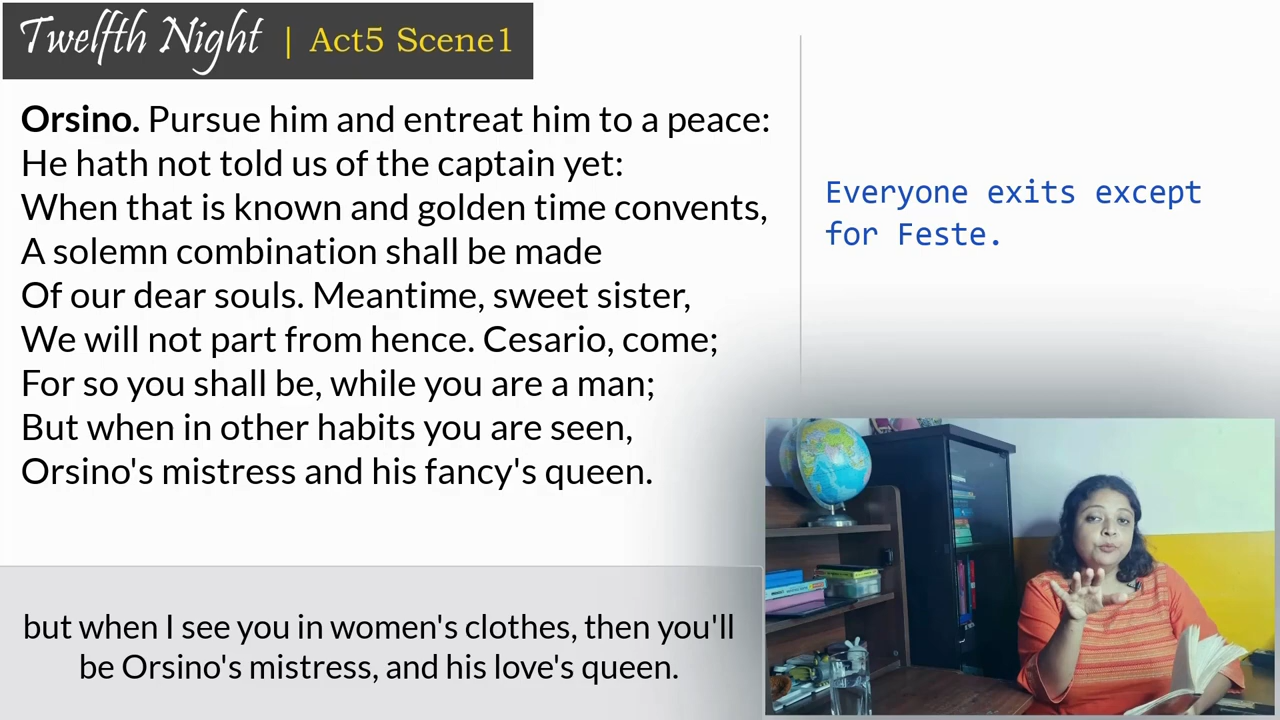 Twelfth Night | Act5 Scene1
Orsino. Pursue him and entreat him to a peace:
He hath not told us of the captain yet:
When that is known and golden time convents,
A solemn combination shall be made
Of our dear souls. Meantime, sweet sister,
We will not part from hence. Cesario, come;
For so you shall be, while you are a man;
But when in other habits you are seen,
Orsino's mistress and his fancy's queen.
Everyone exits except
for Feste.
but when I see you in women's clothes, then you'll
be Orsino's mistress, and his love's queen.